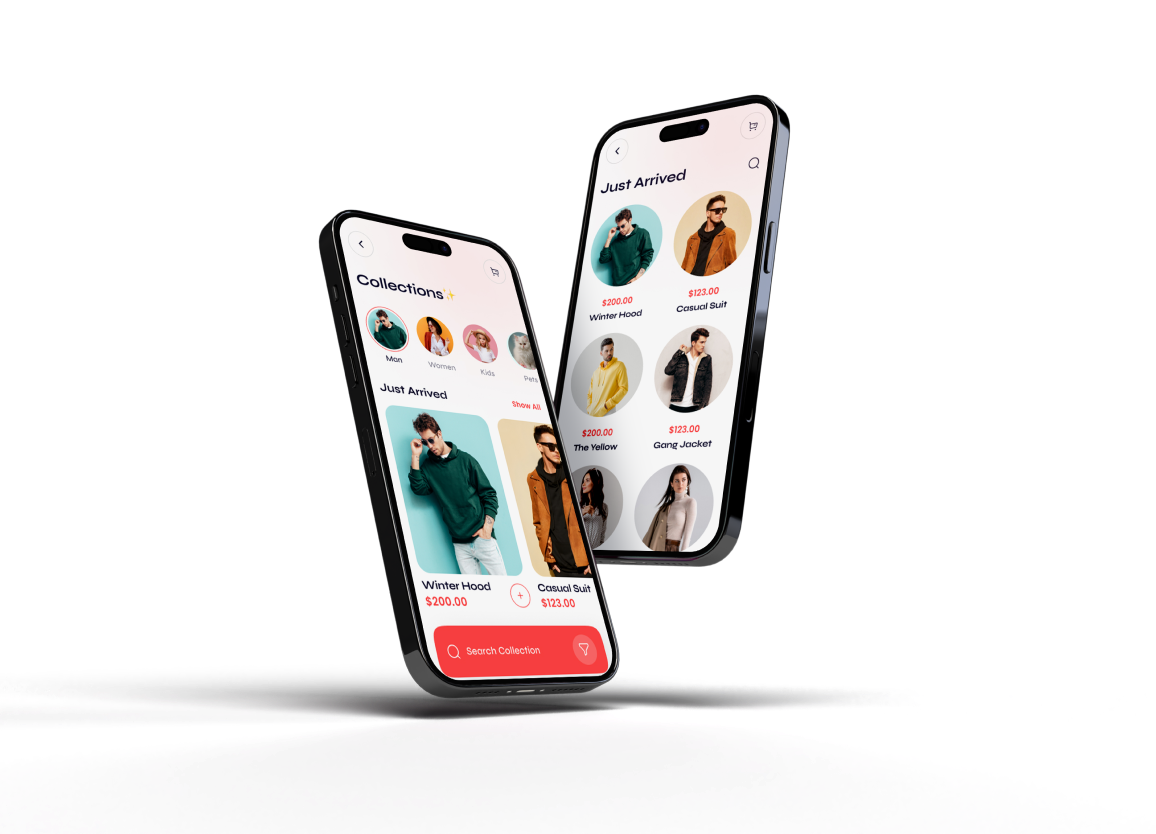 Collections✨
Man
Women
Kids
Pets
Just Arrived
Show All
Winter Hood
$200.00
Casual Suit
$123.00
Search Collection
Just Arrived
$200.00
Winter Hood
$123.00
Casual Suit
$200.00
The Yellow
$123.00
Gang Jacket